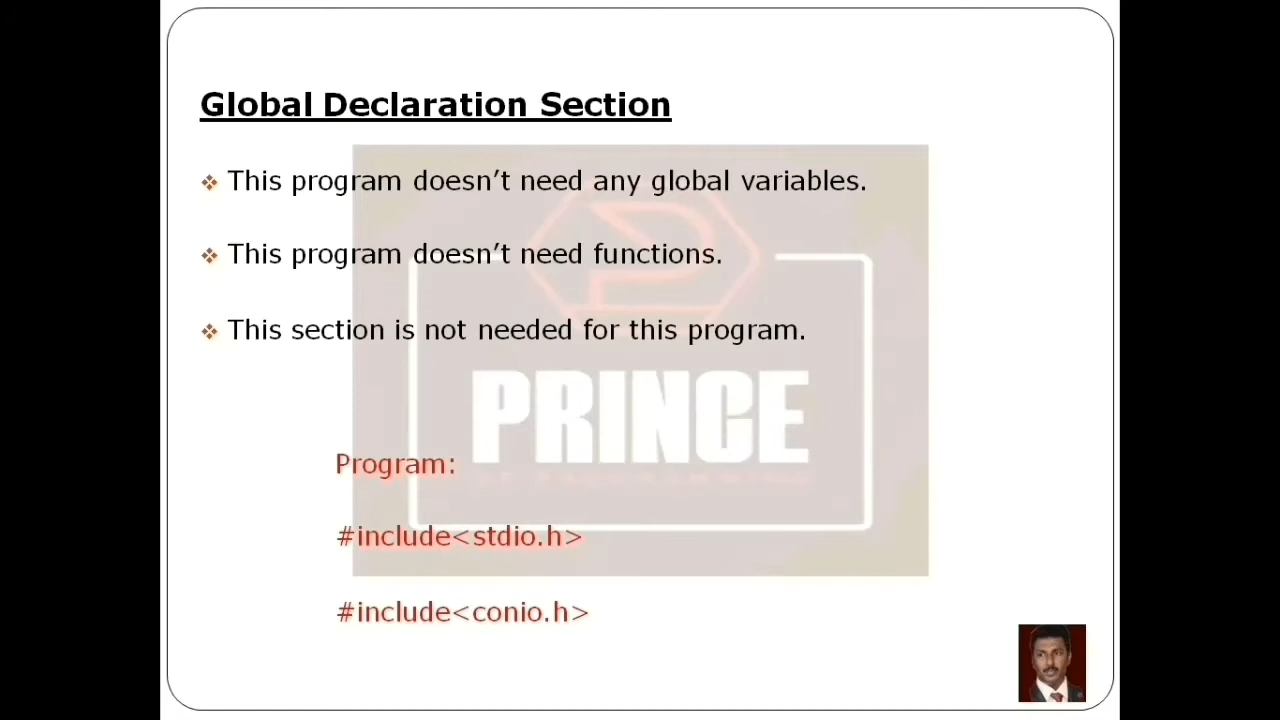 Global Declaration Section
This program doesn’t need any global variables.
This program doesn’t need functions.
This section is not needed for this program.
PRINCE
Program:
#include<stdio.h>
#include<conio.h>